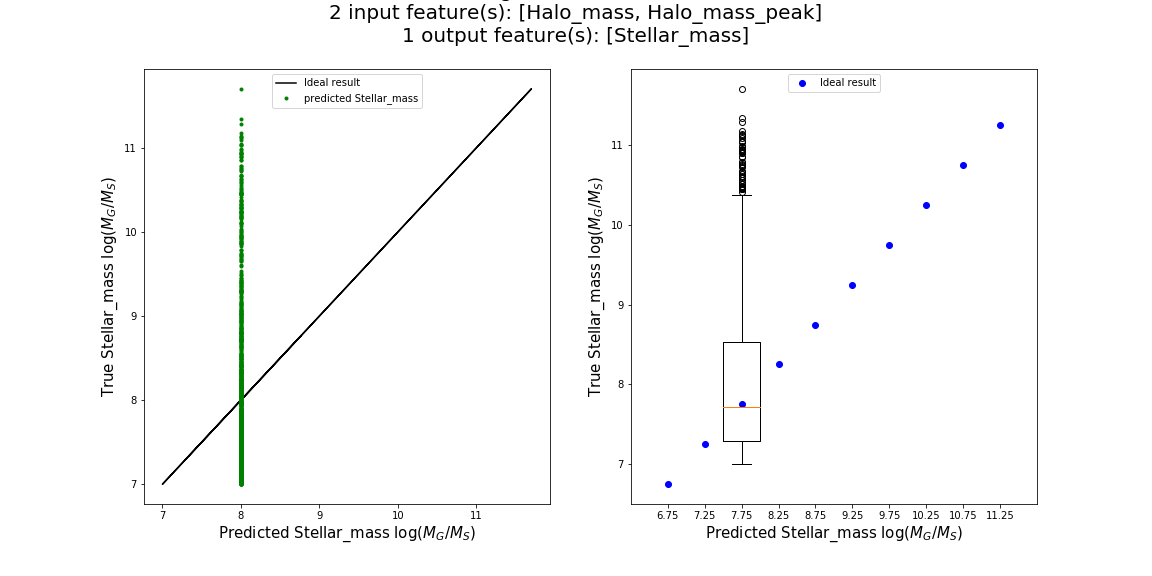 2 input feature(s): [Halo_mass, Halo_mass_peak]
1 output feature(s): [Stellar_mass]
Ideal result
predicted Stellar_mass
True Stellar_mass log(M_G/M_S)
11
10
9
8
7
7 8 9 10 11
Predicted Stellar_mass log(M_G/M_S)
Ideal result
True Stellar_mass log(M_G/M_S)
11
10
9
8
7
6.75 7.25 7.75 8.25 8.75 9.25 9.75 10.25 10.75 11.25
Predicted Stellar_mass log(M_G/M_S)